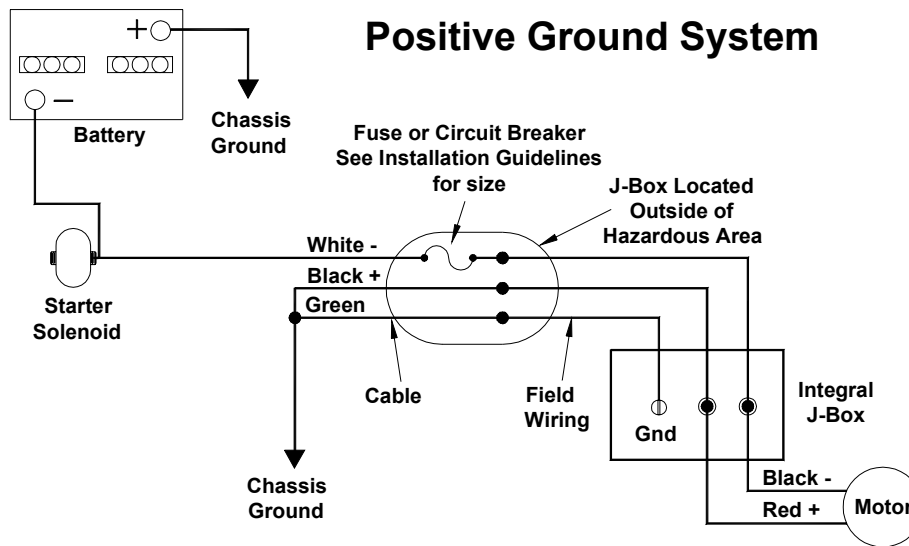 Positive Ground System
+
−
Battery
Chassis
Ground
Fuse or Circuit Breaker
See Installation Guidelines
for size
J-Box Located
Outside of
Hazardous Area
White -
Black +
Green
Starter
Solenoid
Cable
Field
Wiring
Integral
J-Box
Gnd
Chassis
Ground
Black -
Red +
Motor